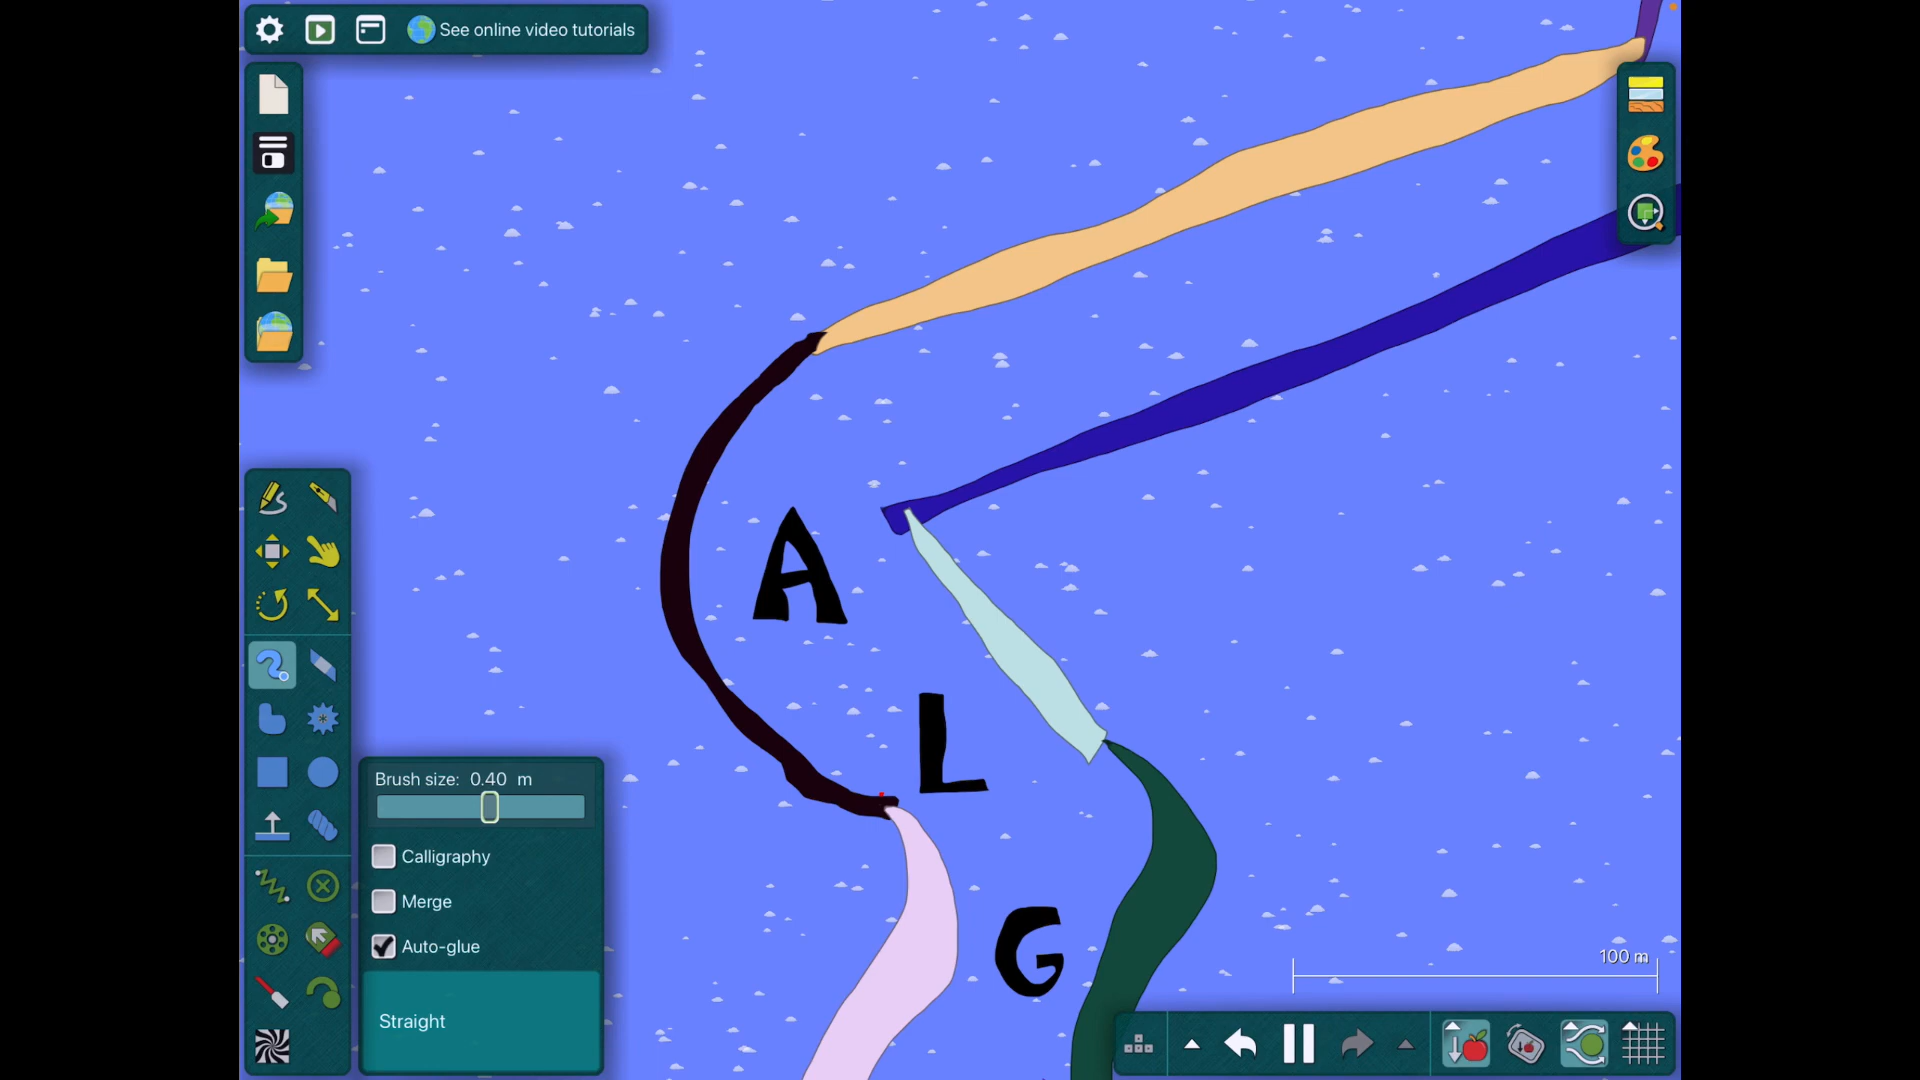 See online video tutorials
A
L
Brush size: 0.40 m
Calligraphy
Merge
G
Auto-glue
100 m
Straight